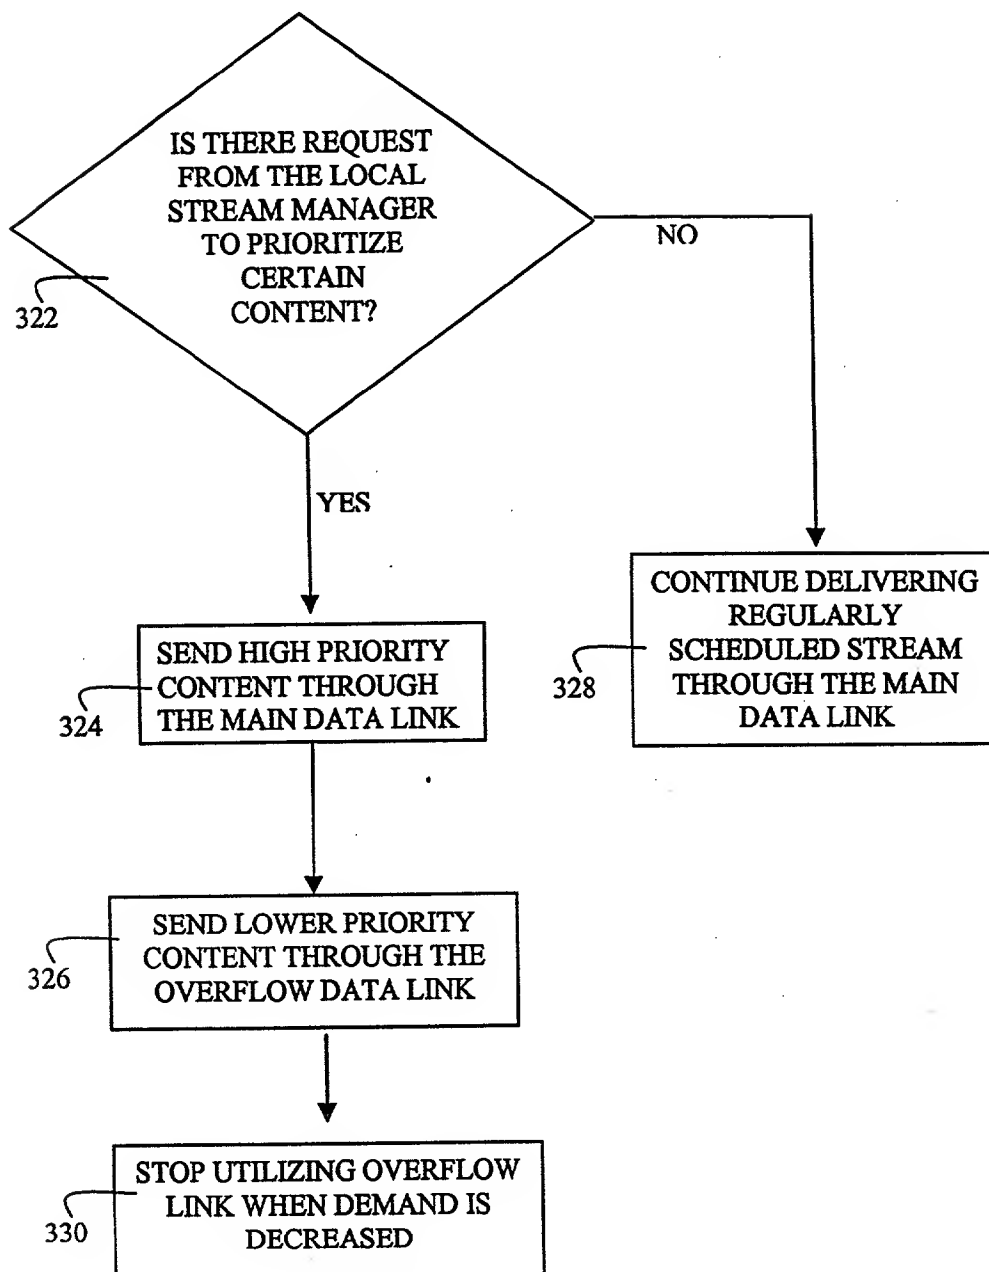 IS THERE REQUEST
FROM THE LOCAL
STREAM MANAGER
TO PRIORITIZE
CERTAIN
CONTENT?
322
NO
YES
SEND HIGH PRIORITY
CONTENT THROUGH
THE MAIN DATA LINK
324
CONTINUE DELIVERING
REGULARLY
SCHEDULED STREAM
THROUGH THE MAIN
DATA LINK
328
SEND LOWER PRIORITY
CONTENT THROUGH THE
OVERFLOW DATA LINK
326
STOP UTILIZING OVERFLOW
LINK WHEN DEMAND IS
DECREASED
330